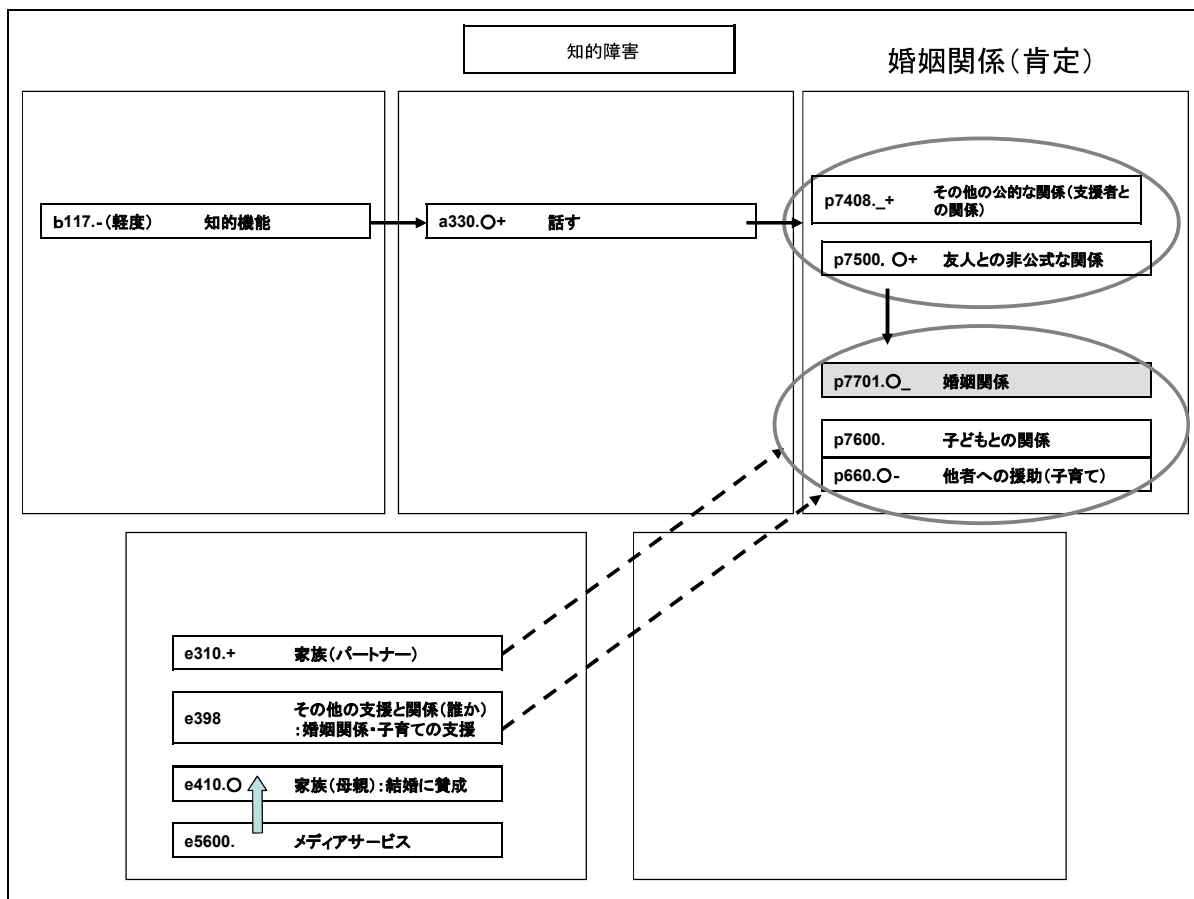 知的障害
婚姻関係(肯定)
b117.-(軽度) 知的機能
a330.○+ 話す
p7408._+ その他の公的な関係(支援者と
の関係)
p7500. ○+ 友人との非公式な関係
p7701.○_ 婚姻関係
p7600. 子どもとの関係
p660.○- 他者への援助(子育て)
e310.+ 家族(パートナー)
e398 その他の支援と関係(誰か)
:婚姻関係・子育ての支援
e410.○ 家族(母親):結婚に賛成
e5600. メディアサービス